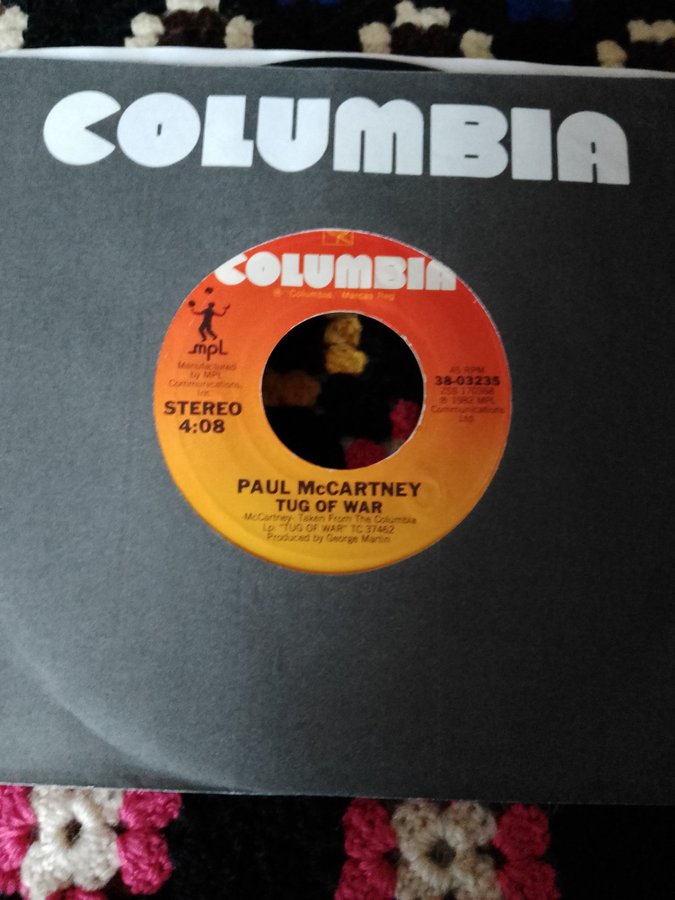 COLUMBIA
COLUMBIA
® "Columbia," Marcas Reg.
mpl
Manufactured
by MPL
Communications,
Inc.
STEREO
4:08
45 RPM
38-03235
ZSS 170368
℗ 1982 MPL
Communications
Ltd.
PAUL McCARTNEY
TUG OF WAR
McCartney- Taken From The Columbia
Lp: "TUG OF WAR" TC 37462
Produced by George Martin